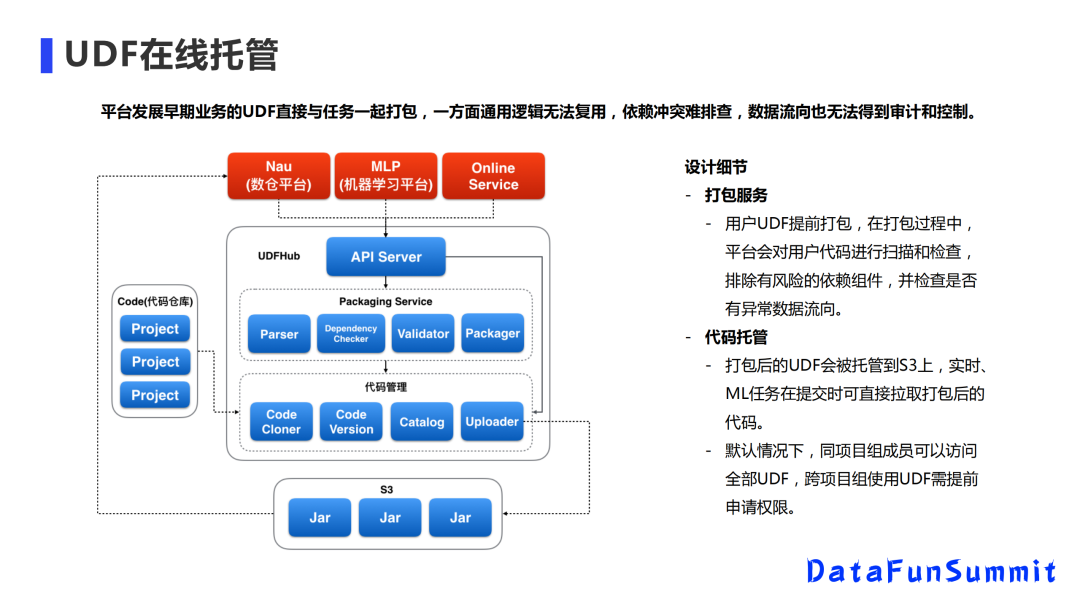 UDF在线托管
平台发展早期业务的UDF直接与任务一起打包，一方面通用逻辑无法复用，依赖冲突难排查，数据流向也无法得到审计和控制。
Nau
(数仓平台)
MLP
(机器学习平台)
Online
Service
UDFHub
API Server
Packaging Service
Parser
Dependency
Checker
Validator
Packager
Code(代码仓库)
Project
Project
Project
代码管理
Code
Cloner
Code
Version
Catalog
Uploader
S3
Jar
Jar
Jar
设计细节
- 打包服务
- 用户UDF提前打包，在打包过程中，
平台会对用户代码进行扫描和检查，
排除有风险的依赖组件，并检查是否
有异常数据流向。
- 代码托管
- 打包后的UDF会被托管到S3上，实时、
ML任务在提交时可直接拉取打包后的
代码。
- 默认情况下，同项目组成员可以访问
全部UDF，跨项目组使用UDF需提前
申请权限。
DataFunSummit